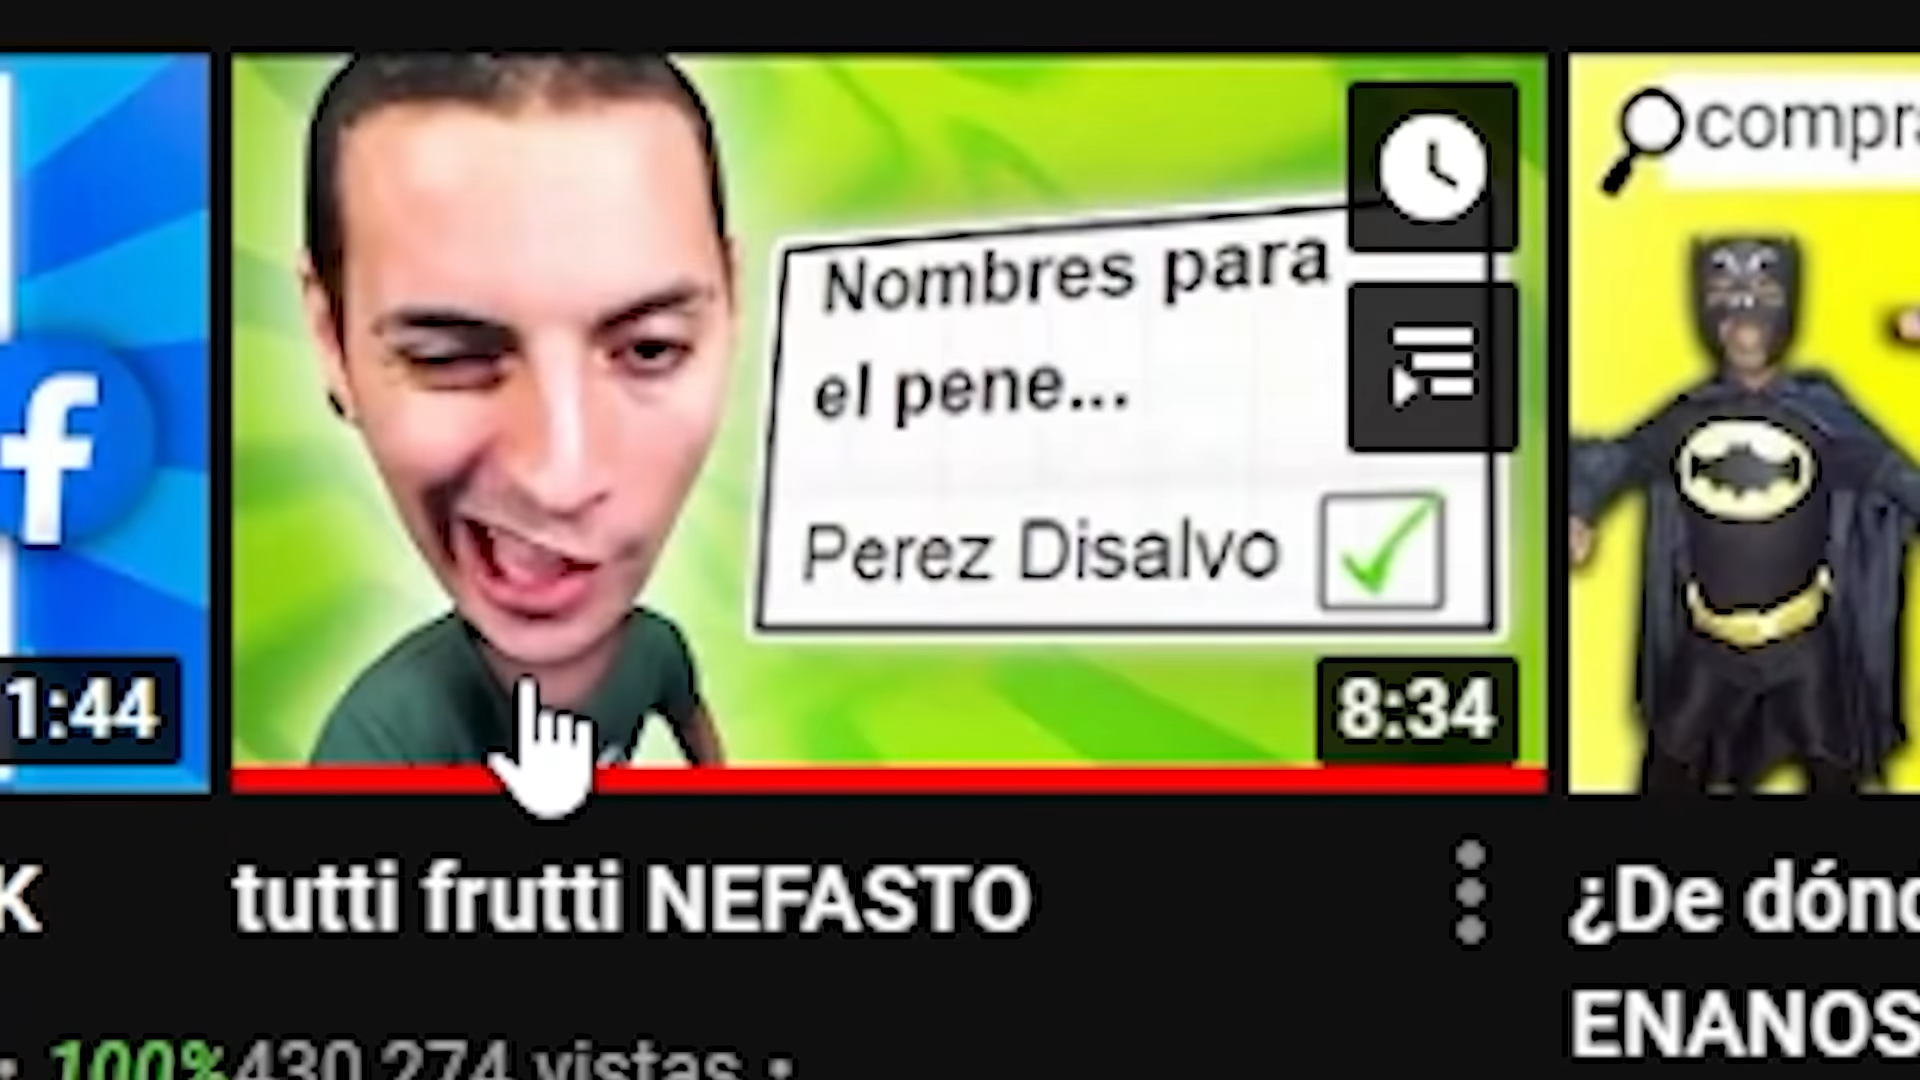 compra
Nombres para
el pene...
Perez Disalvo
f
1:44
8:34
K
tutti frutti NEFASTO
¿De dónd
ENANOS
• 100%
430.274 vistas •